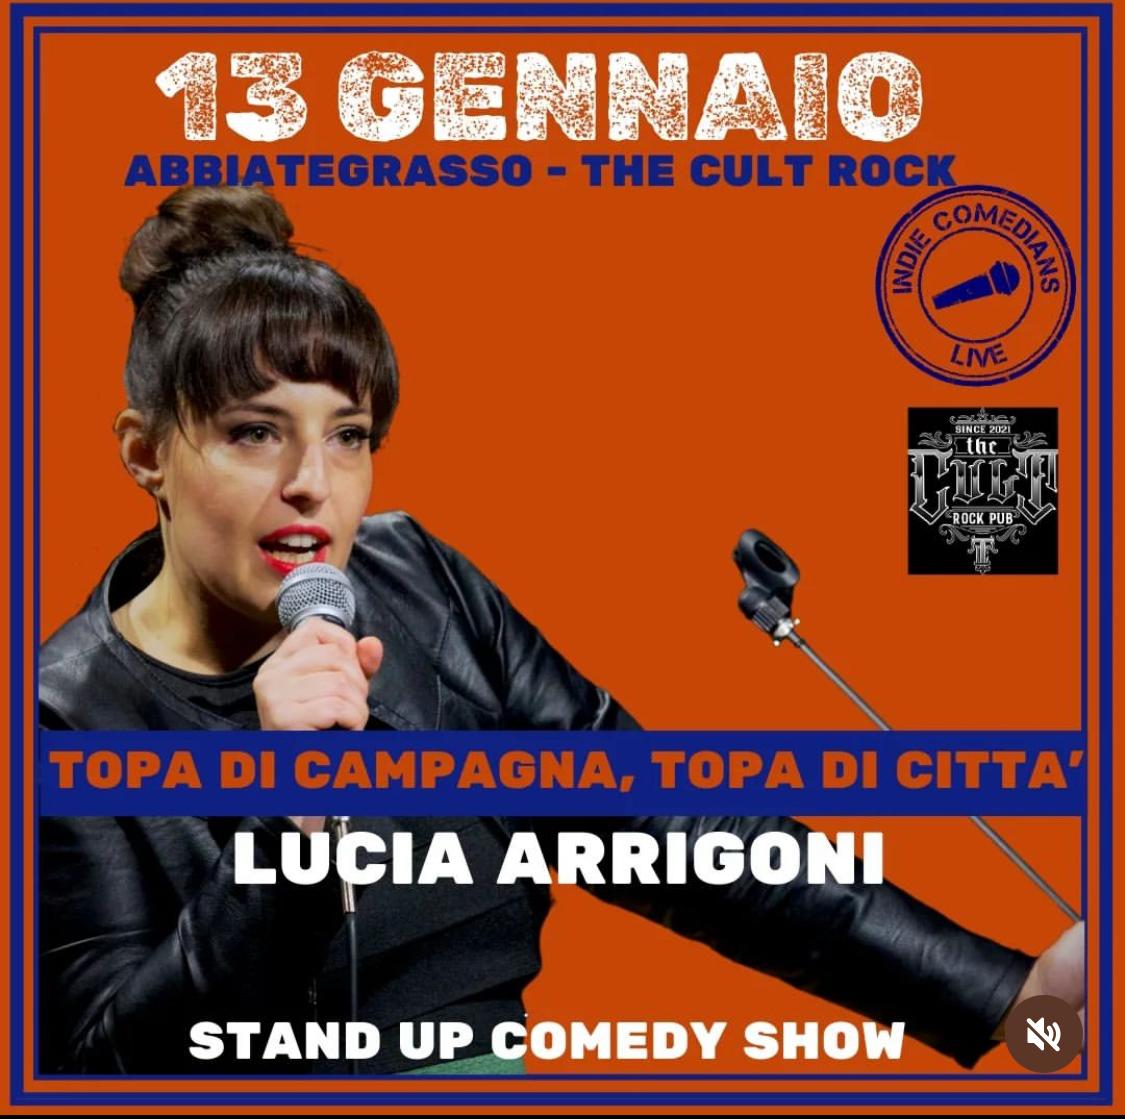 13 GENNAIO
ABBIATEGRASSO - THE CULT ROCK
INDIE COMEDIANS
LIVE
SINCE 2021
the
CULT
ROCK PUB
TOPA DI CAMPAGNA, TOPA DI CITTA'
LUCIA ARRIGONI
STAND UP COMEDY SHOW